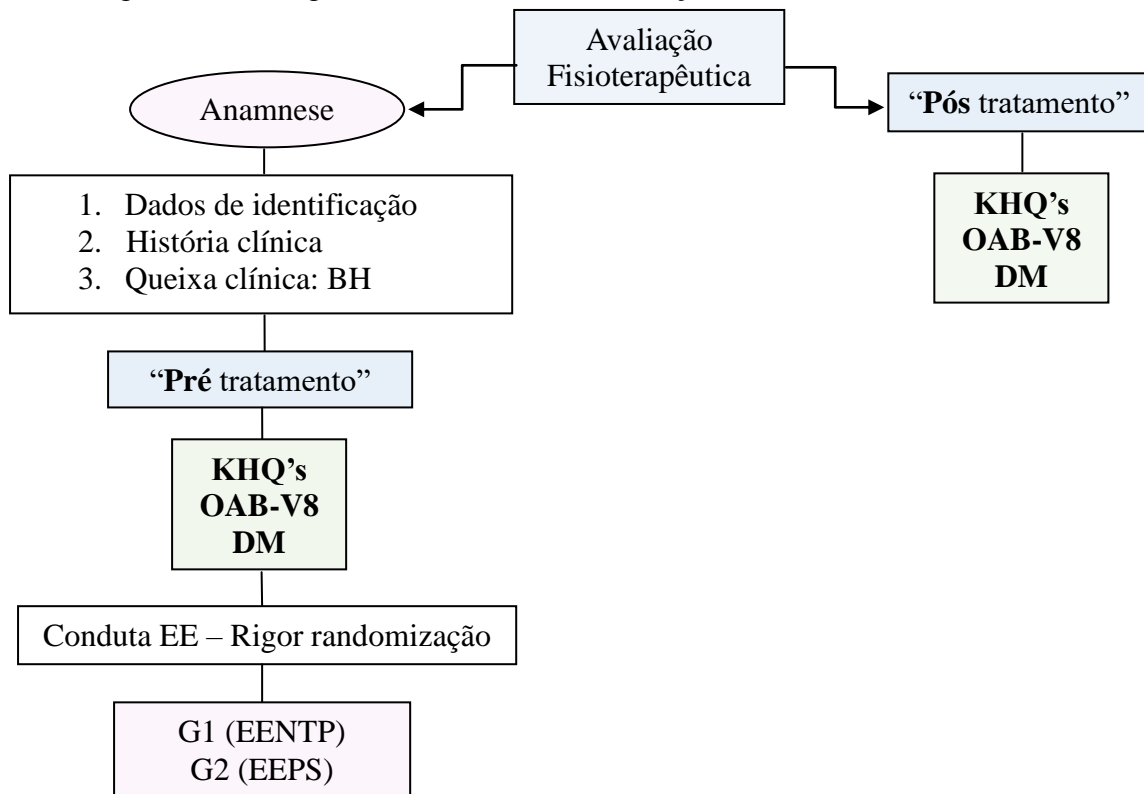 Avaliação
Fisioterapêutica
Anamnese
“Pós tratamento”
1. Dados de identificação
2. História clínica
3. Queixa clínica: BH
KHQ’s
OAB-V8
DM
“Pré tratamento”
KHQ’s
OAB-V8
DM
Conduta EE – Rigor randomização
G1 (EENTP)
G2 (EEPS)